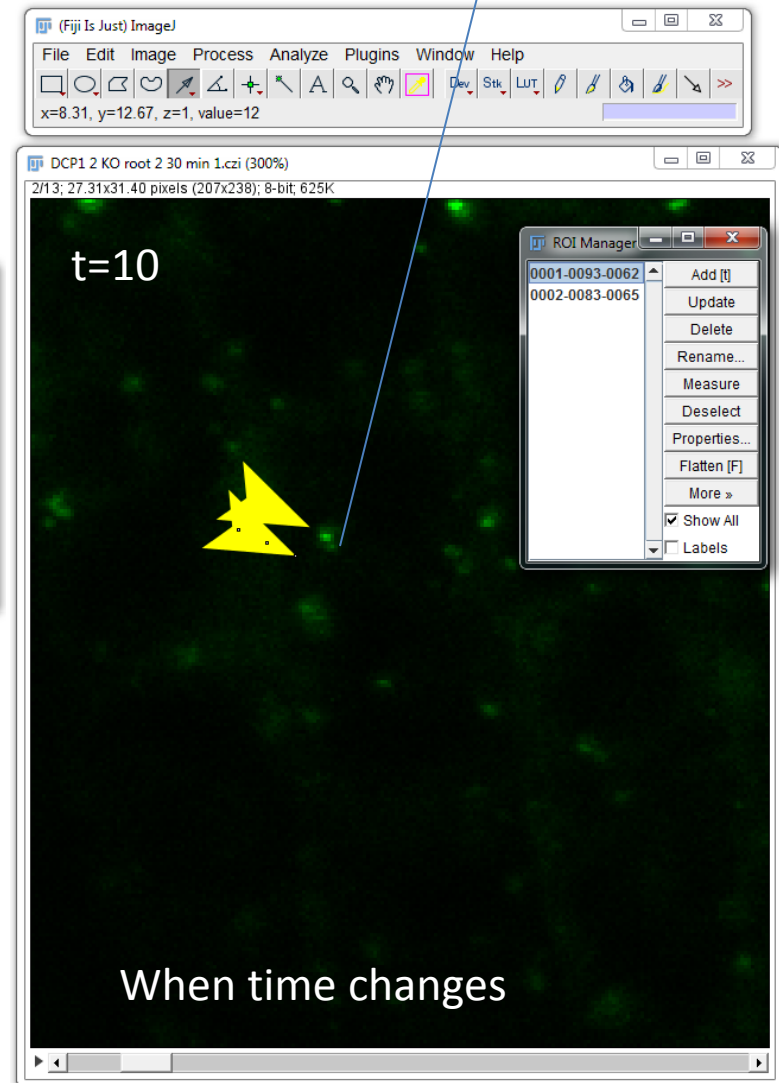 (Fiji Is Just) ImageJ
File Edit Image Process Analyze Plugins Window Help
A Dev Stk LUT >>
x=8.31, y=12.67, z=1, value=12
DCP1 2 KO root 2 30 min 1.czi (300%)
2/13; 27.31x31.40 pixels (207x238); 8-bit; 625K
t=10
ROI Manager
0001-0093-0062
0002-0083-0065
Add [t]
Update
Delete
Rename...
Measure
Deselect
Properties...
Flatten [F]
More »
Show All
Labels
When time changes